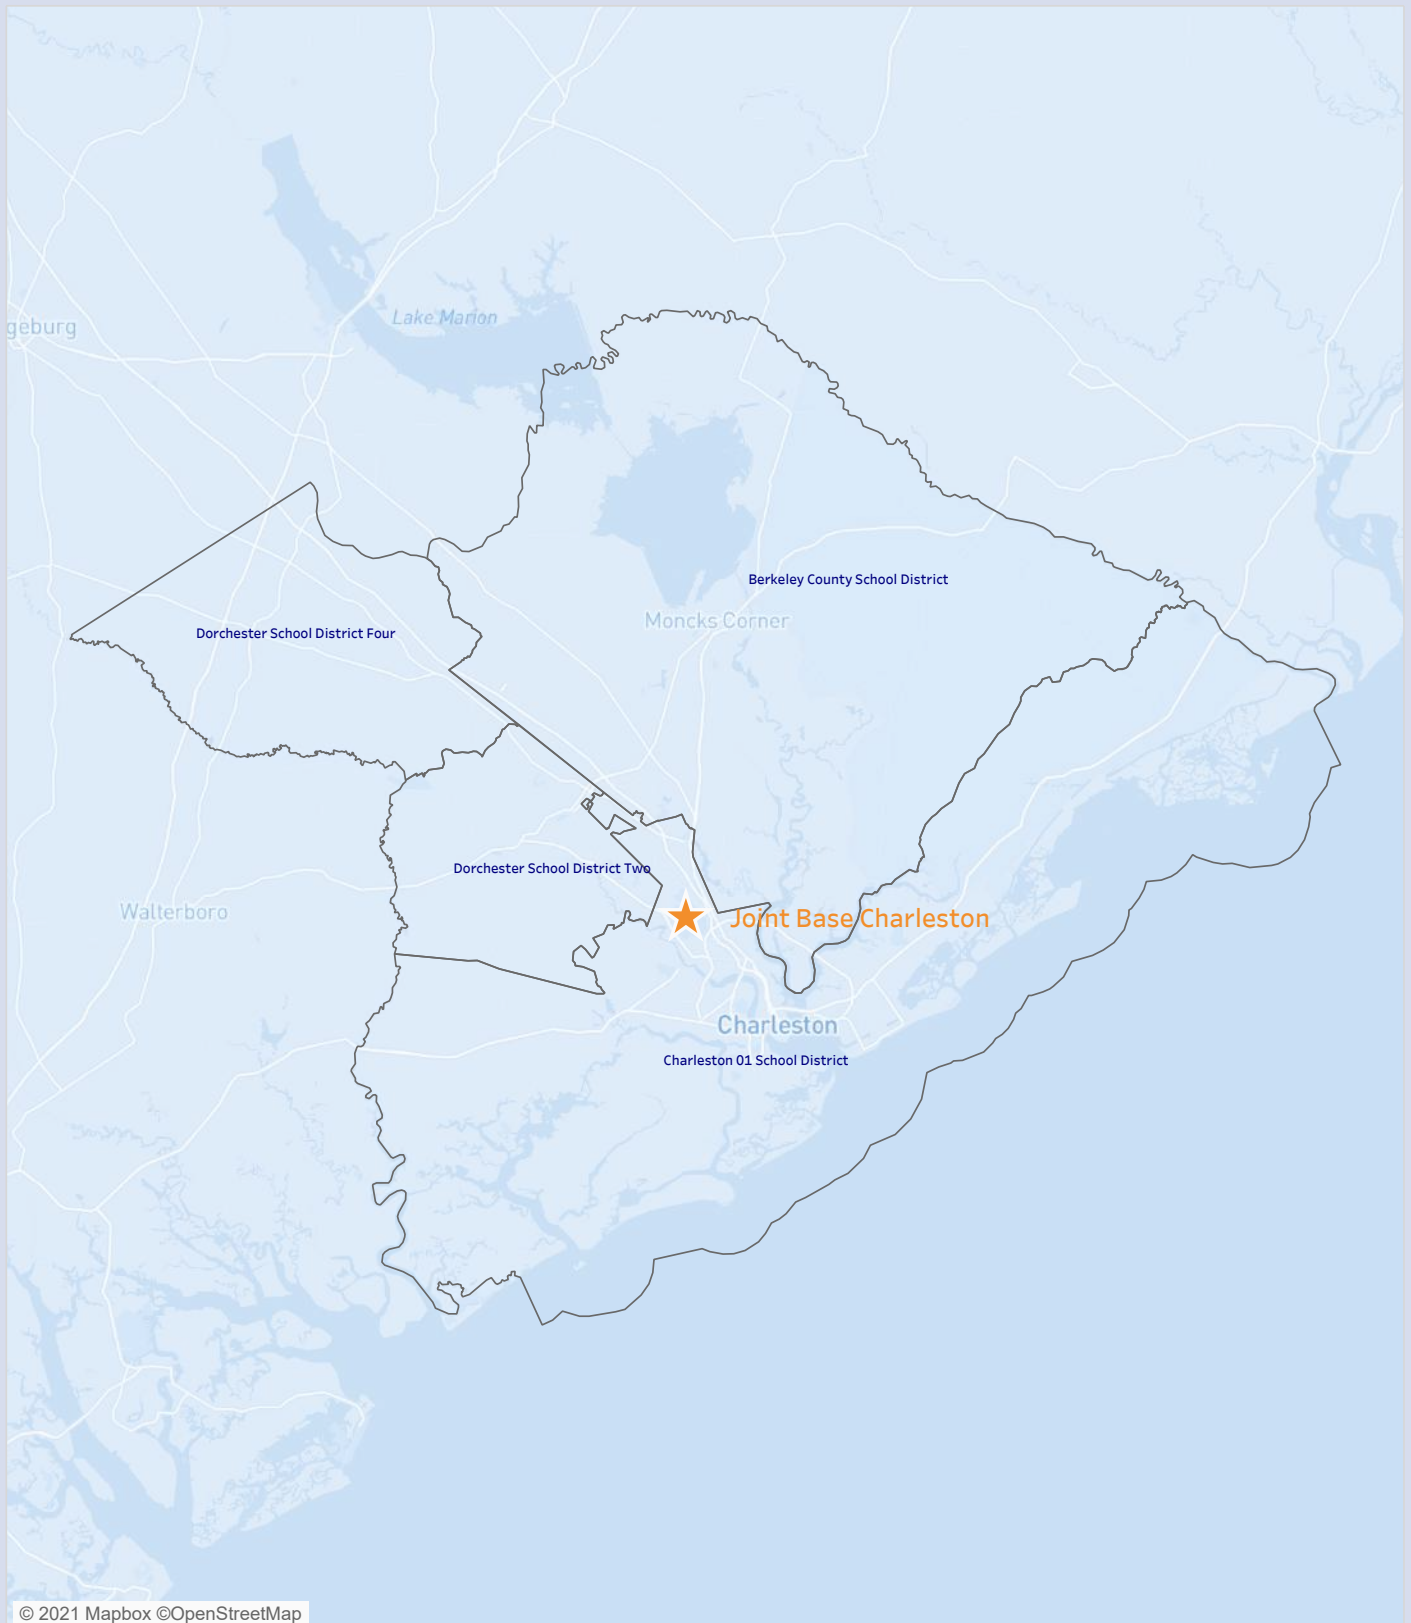 Lake Marion
geburg
Berkeley County School District
Moncks Corner
Dorchester School District Four
Dorchester School District Two
Walterboro
Joint Base Charleston
Charleston
Charleston 01 School District
© 2021 Mapbox ©OpenStreetMap